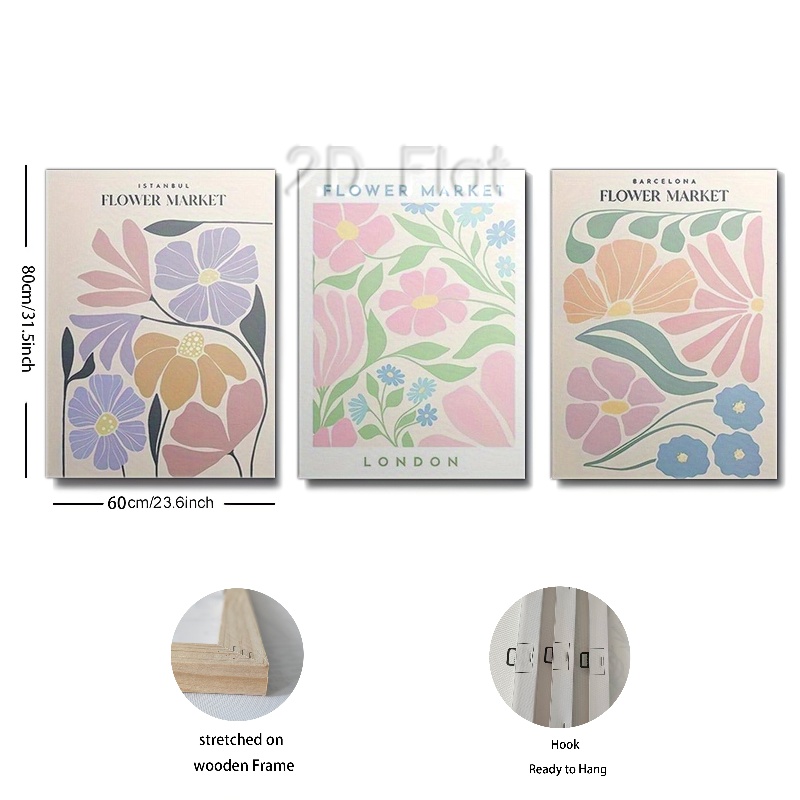 2D Flat
ISTANBUL
FLOWER MARKET
FLOWER MARKET
LONDON
BARCELONA
FLOWER MARKET
80cm/31.5inch
60cm/23.6inch
stretched on
wooden Frame
Hook
Ready to Hang